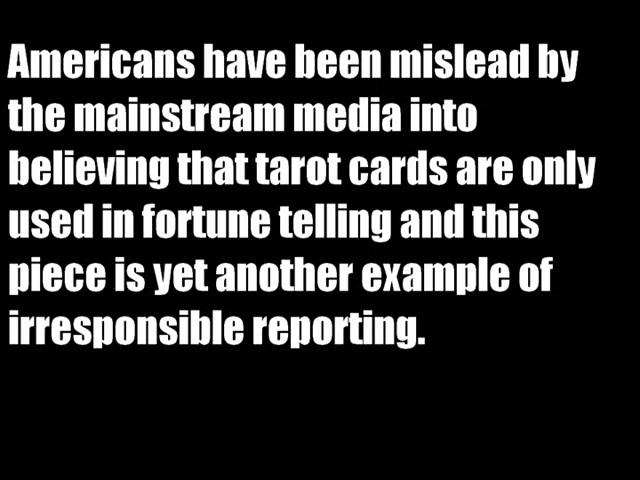 Americans have been mislead by
the mainstream media into
believing that tarot cards are only
used in fortune telling and this
piece is yet another example of
irresponsible reporting.